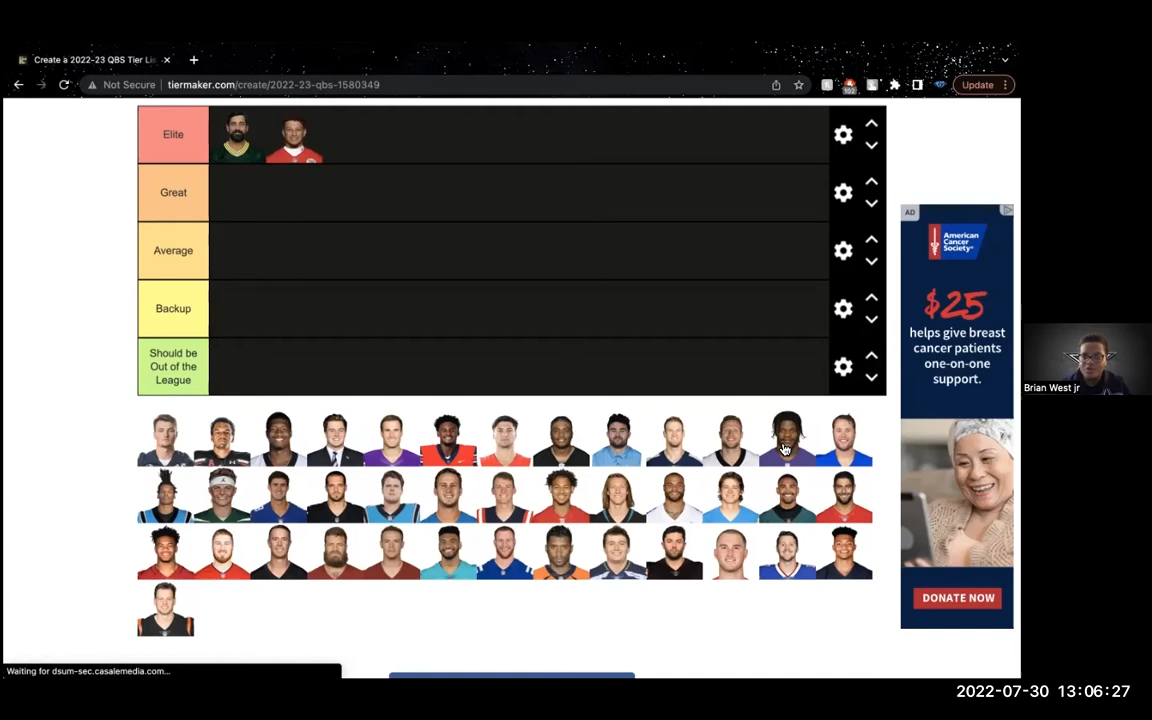 Create a 2022-23 QBS Tier Lis
Not Secure
tiermaker.com/create/2022-23-qbs-1580349
102
Update
Elite
Great
Average
Backup
Should be
Out of the
League
AD
American
Cancer
Society
$25
helps give breast
cancer patients
one-on-one
support.
DONATE NOW
Brian West jr
Waiting for dsum-sec.casalemedia.com...
2022-07-30 13:06:27